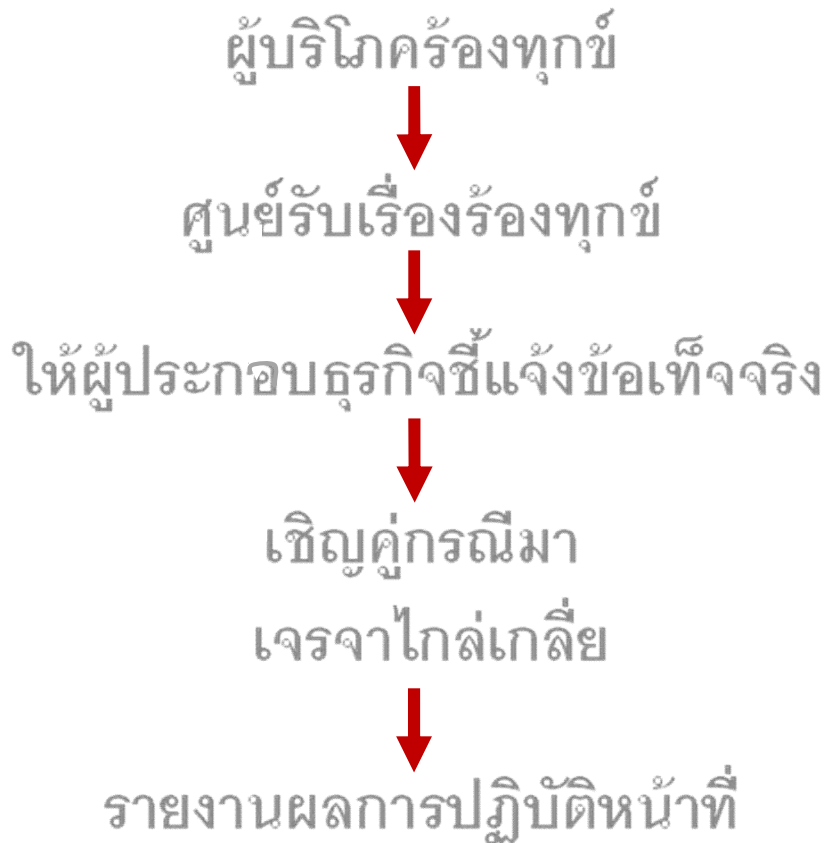 ผู้บริโภคร้องทุกข์
ศูนย์รับเรื่องร้องทุกข์
ให้ผู้ประกอบธุรกิจชี้แจ้งข้อเท็จจริง
เชิญคู่กรณีมา
เจรจาไกล่เกลี่ย
รายงานผลการปฏิบัติหน้าที่